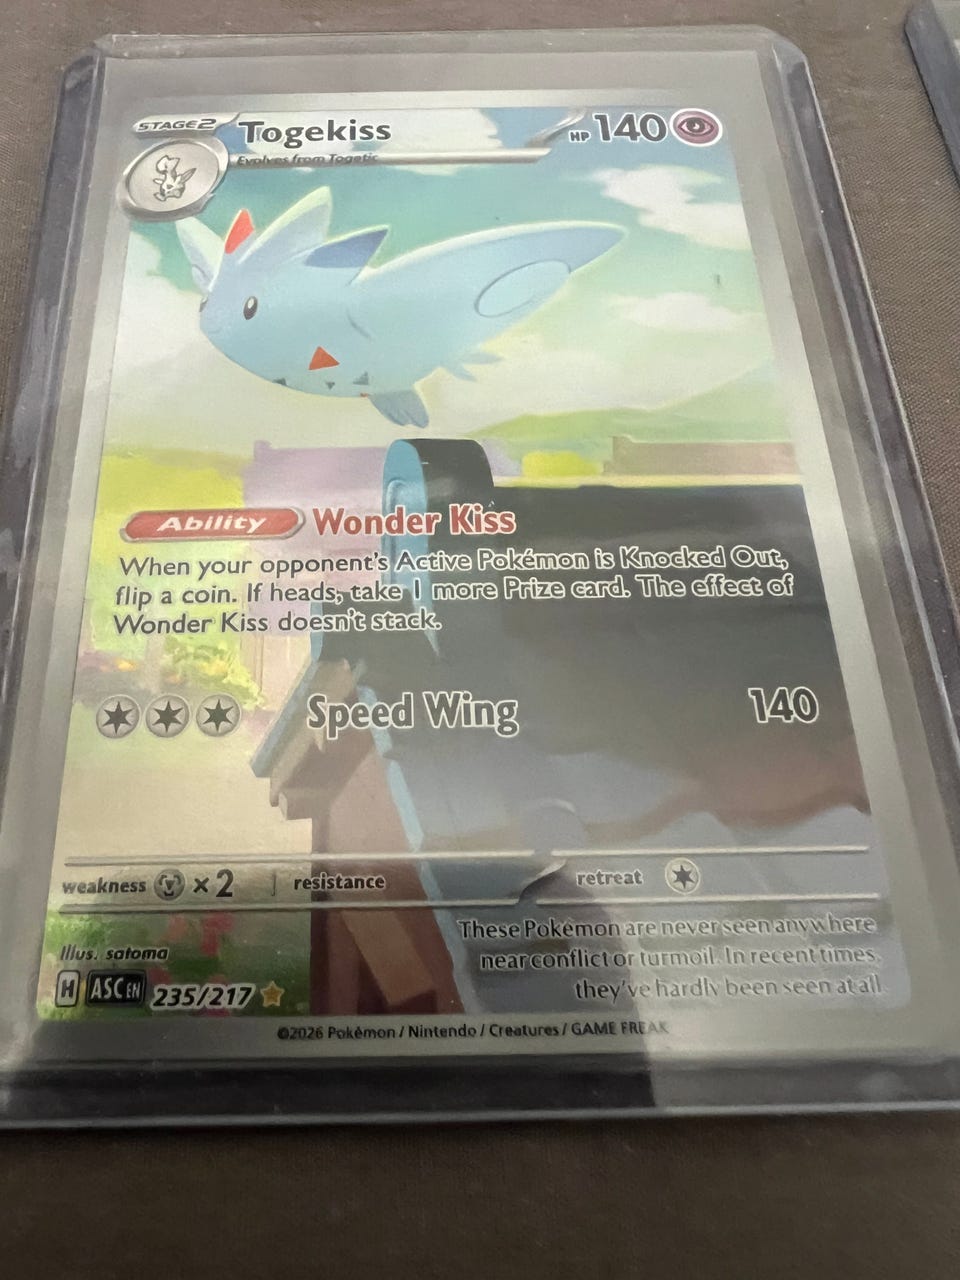 STAGE2 Togekiss HP 140
Evolves from Togetic
Ability Wonder Kiss
When your opponent's Active Pokémon is Knocked Out,
flip a coin. If heads, take 1 more Prize card. The effect of
Wonder Kiss doesn't stack.
Speed Wing 140
weakness ×2 resistance retreat
These Pokémon are never seen anywhere
near conflict or turmoil. In recent times,
they've hardly been seen at all.
Illus. satoma
H ASC EN 235/217
©2026 Pokémon / Nintendo / Creatures / GAME FREAK